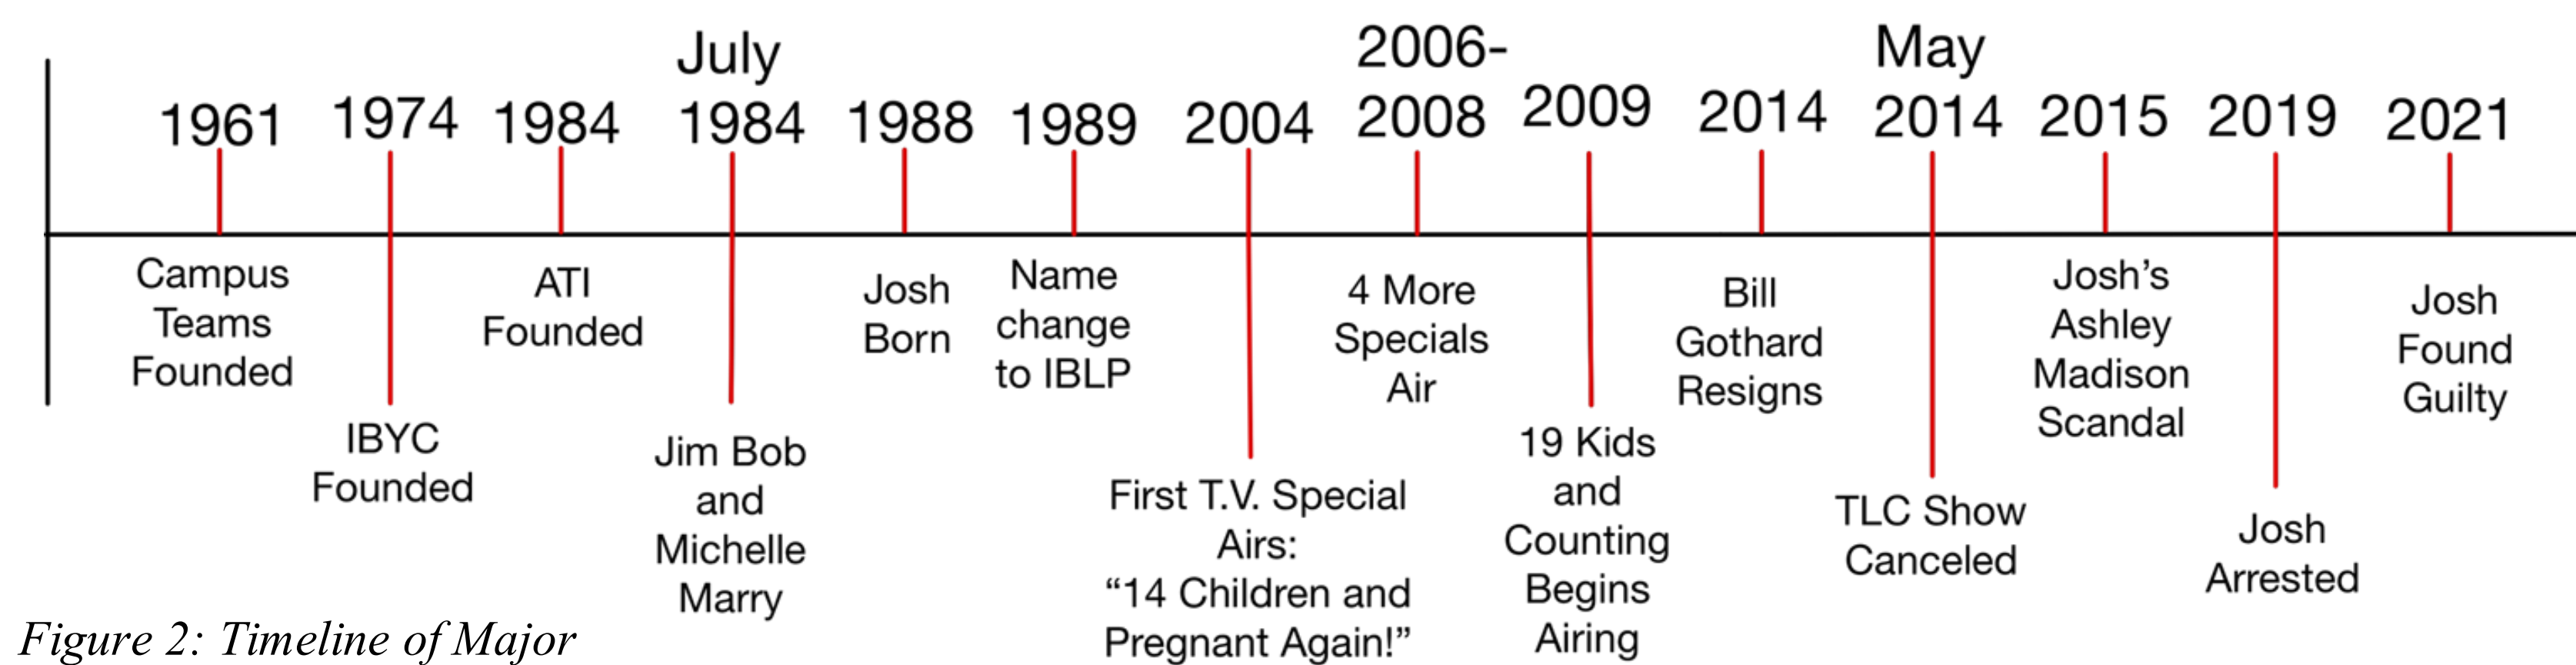 July
2006-
May
1961
1974
1984
1984
1988
1989
2004
2008
2009
2014
2014
2015
2019
2021
Campus
Teams
Founded
IBYC
Founded
ATI
Founded
Jim Bob
and
Michelle
Marry
Josh
Born
Name
change
to IBLP
First T.V. Special
Airs:
“14 Children and
Pregnant Again!”
4 More
Specials
Air
19 Kids
and
Counting
Begins
Airing
Bill
Gothard
Resigns
TLC Show
Canceled
Josh’s
Ashley
Madison
Scandal
Josh
Arrested
Josh
Found
Guilty
Figure 2: Timeline of Major